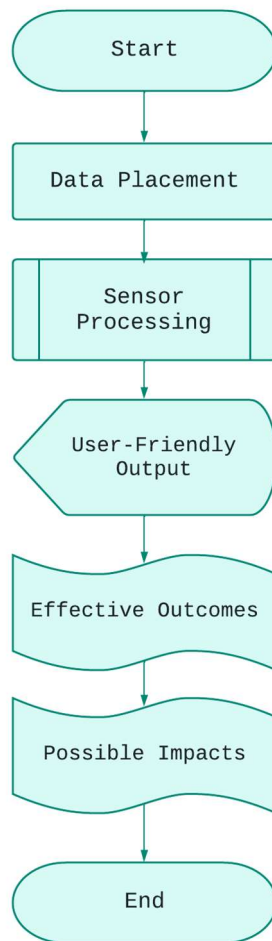 Start
Data Placement
Sensor
Processing
User-Friendly
Output
Effective Outcomes
Possible Impacts
End